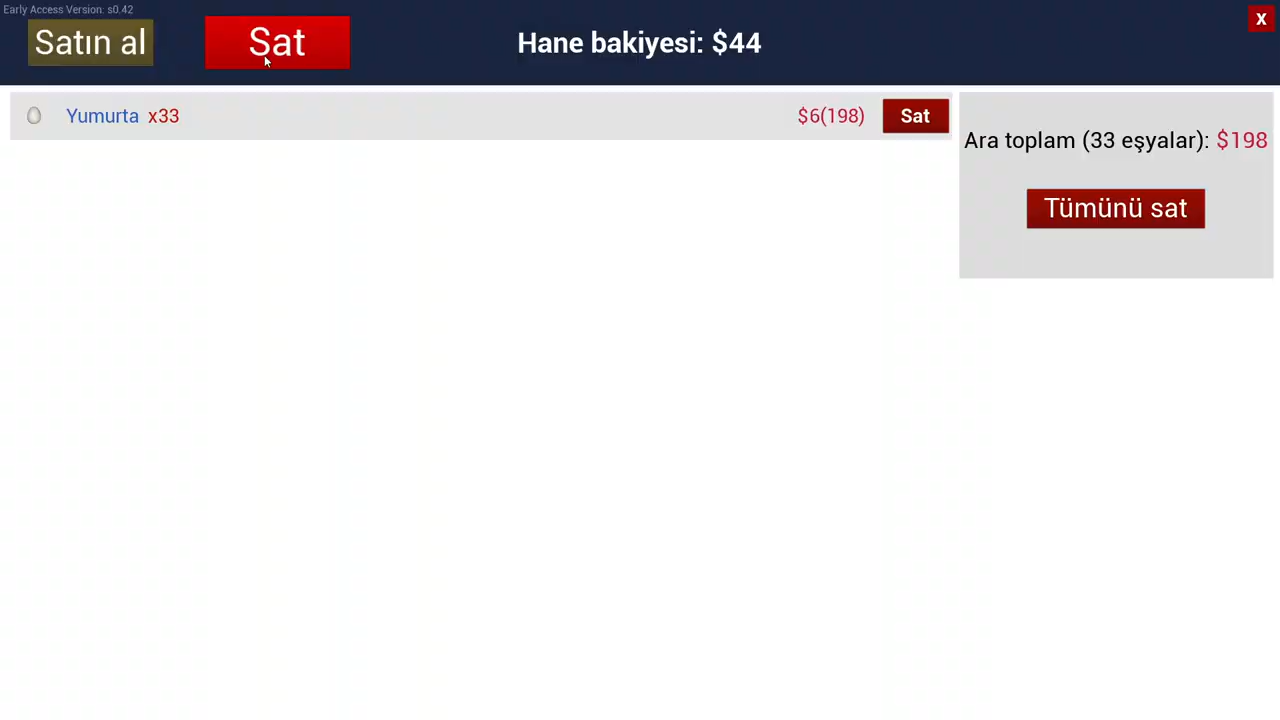 Early Access Version: s0.42
Satın al
Sat
Hane bakiyesi: $44
X
Yumurta x33
$6(198)
Sat
Ara toplam (33 eşyalar): $198
Tümünü sat